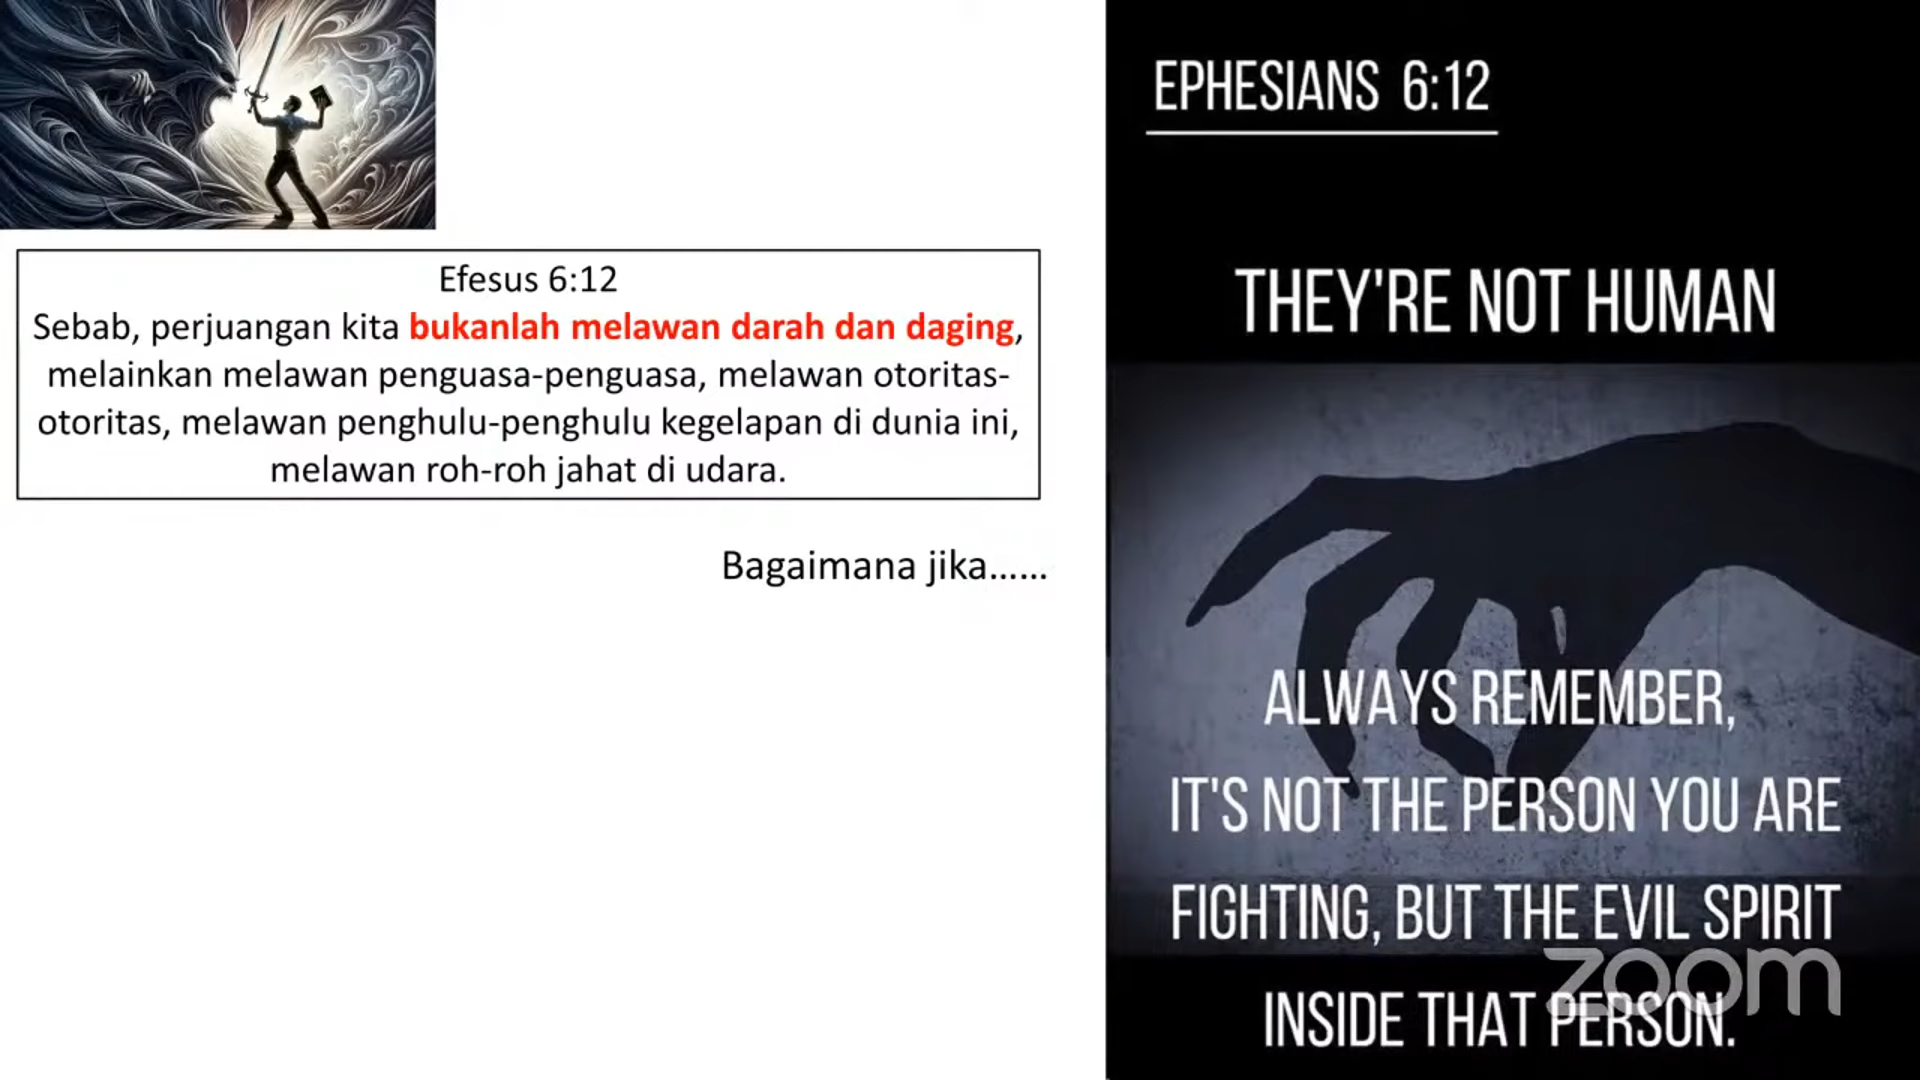 Efesus 6:12
Sebab, perjuangan kita bukanlah melawan darah dan daging,
melainkan melawan penguasa-penguasa, melawan otoritas-
otoritas, melawan penghulu-penghulu kegelapan di dunia ini,
melawan roh-roh jahat di udara.
Bagaimana jika......
EPHESIANS 6:12
THEY'RE NOT HUMAN
ALWAYS REMEMBER,
IT'S NOT THE PERSON YOU ARE
FIGHTING, BUT THE EVIL SPIRIT
INSIDE THAT PERSON.
zoom